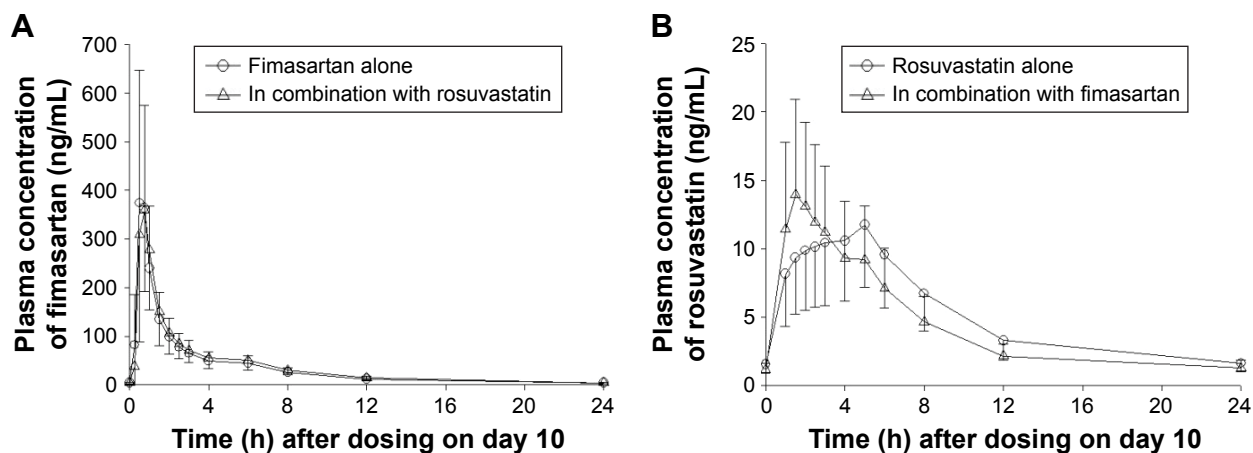 A
Plasma concentration
of fimasartan (ng/mL)
700
600
500
400
300
200
100
0
Fimasartan alone
In combination with rosuvastatin
0 4 8 12 16 20 24
Time (h) after dosing on day 10
B
Plasma concentration
of rosuvastatin (ng/mL)
25
20
15
10
5
0
Rosuvastatin alone
In combination with fimasartan
0 4 8 12 16 20 24
Time (h) after dosing on day 10